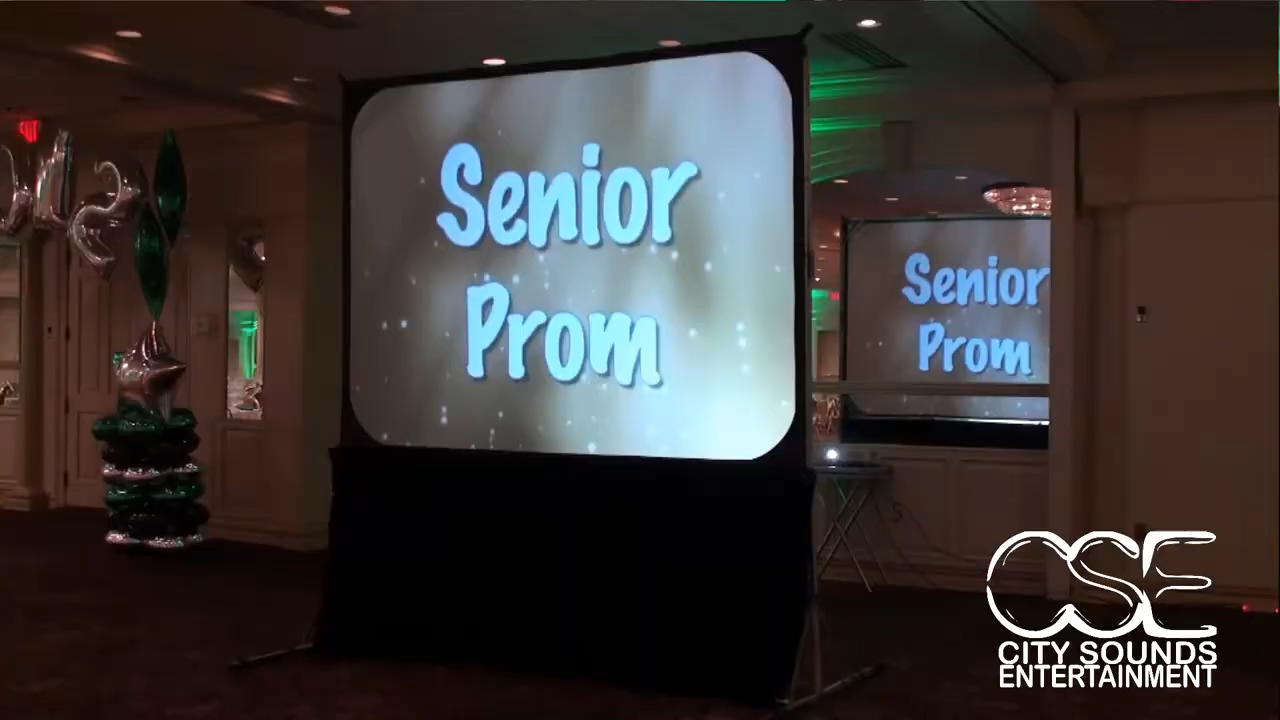 Senior
Prom
Senior
Prom
CSE
CITY SOUNDS
ENTERTAINMENT